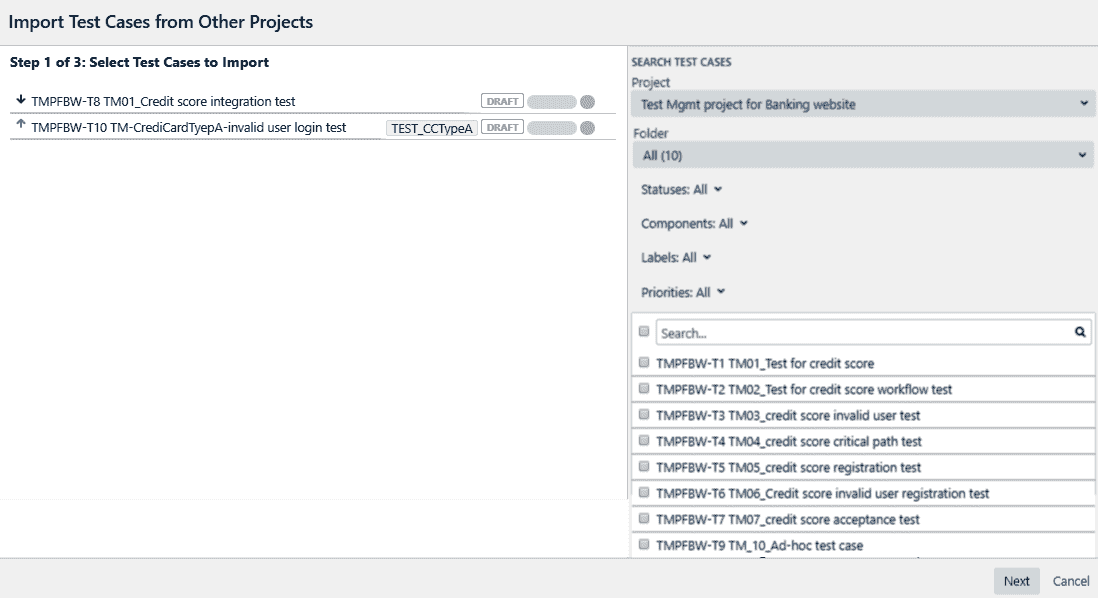 Import Test Cases from Other Projects
Step 1 of 3: Select Test Cases to Import
TMPFBW-T8 TM01_Credit score integration test DRAFT
TMPFBW-T10 TM-CrediCardTyepA-invalid user login test TEST_CCTypeA DRAFT
SEARCH TEST CASES
Project
Test Mgmt project for Banking website
Folder
All (10)
Statuses: All
Components: All
Labels: All
Priorities: All
Search...
TMPFBW-T1 TM01_Test for credit score
TMPFBW-T2 TM02_Test for credit score workflow test
TMPFBW-T3 TM03_credit score invalid user test
TMPFBW-T4 TM04_credit score critical path test
TMPFBW-T5 TM05_credit score registration test
TMPFBW-T6 TM06_Credit score invalid user registration test
TMPFBW-T7 TM07_credit score acceptance test
TMPFBW-T9 TM_10_Ad-hoc test case
Next Cancel